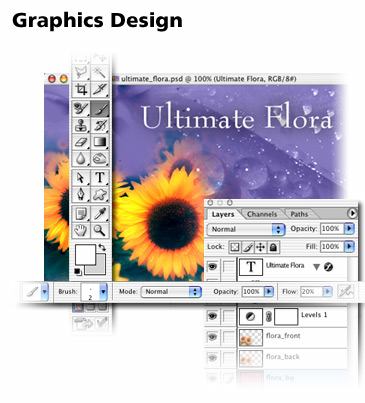 Graphics Design
ultimate_flora.psd @ 100% (Ultimate Flora, RGB/8#)
Ultimate Flora
Layers Channels Paths
Normal Opacity: 100%
Lock: Fill: 100%
T Ultimate Flora
Brush: 2 Mode: Normal Opacity: 100% Flow: 20%
Levels 1
flora_front
flora_back